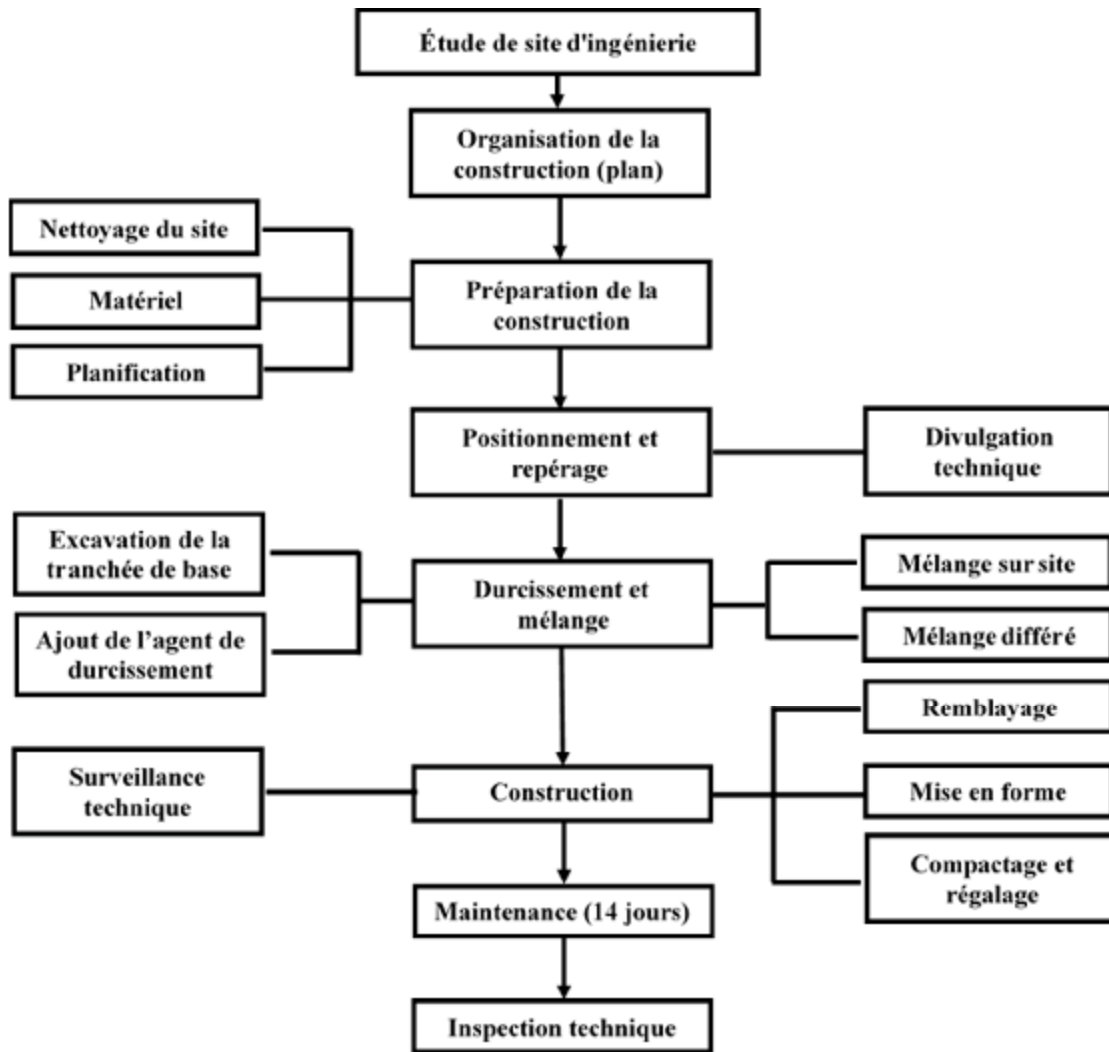 Étude de site d'ingénierie
Organisation de la
construction (plan)
Nettoyage du site
Matériel
Planification
Préparation de la
construction
Positionnement et
repérage
Divulgation
technique
Excavation de la
tranchée de base
Ajout de l’agent de
durcissement
Durcissement et
mélange
Mélange sur site
Mélange différé
Surveillance
technique
Construction
Remblayage
Mise en forme
Compactage et
régalage
Maintenance (14 jours)
Inspection technique